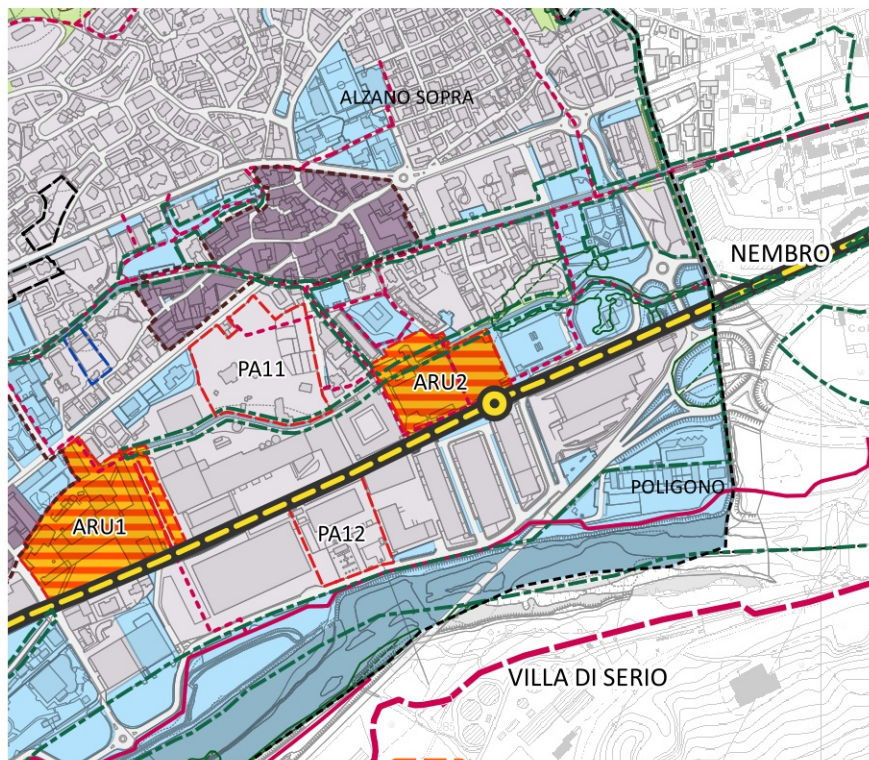 ALZANO SOPRA
NEMBRO
PA11
ARU2
POLIGONO
ARU1
PA12
VILLA DI SERIO